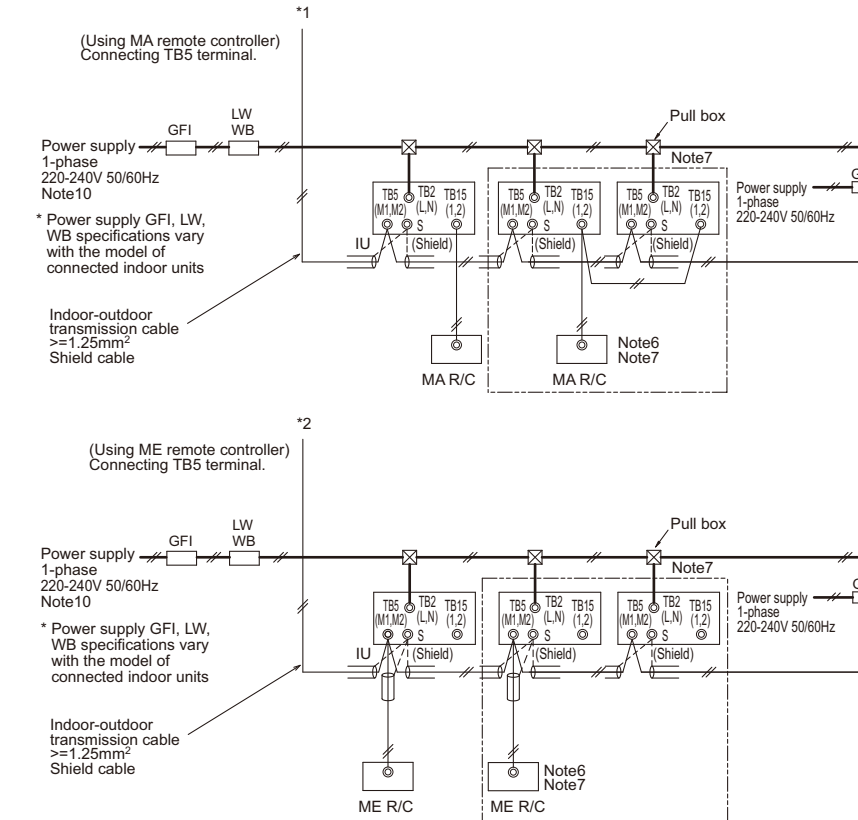 *1
(Using MA remote controller)
Connecting TB5 terminal.
LW
WB
GFI
Pull box
Power supply
1-phase
220-240V 50/60Hz
Note10
Note7
* Power supply GFI, LW,
WB specifications vary
with the model of
connected indoor units
TB5 TB2 TB15
(M1,M2) (L,N) (1,2)
S
IU
(Shield)
TB5 TB2 TB15
(M1,M2) (L,N) (1,2)
S
(Shield)
TB5 TB2 TB15
(M1,M2) (L,N) (1,2)
S
(Shield)
Power supply
1-phase
220-240V 50/60Hz
G
Indoor-outdoor
transmission cable
>=1.25mm²
Shield cable
MA R/C
MA R/C
Note6
Note7
*2
(Using ME remote controller)
Connecting TB5 terminal.
LW
WB
GFI
Pull box
Power supply
1-phase
220-240V 50/60Hz
Note10
Note7
* Power supply GFI, LW,
WB specifications vary
with the model of
connected indoor units
TB5 TB2 TB15
(M1,M2) (L,N) (1,2)
S
IU
(Shield)
TB5 TB2 TB15
(M1,M2) (L,N) (1,2)
S
(Shield)
TB5 TB2 TB15
(M1,M2) (L,N) (1,2)
S
(Shield)
Power supply
1-phase
220-240V 50/60Hz
Indoor-outdoor
transmission cable
>=1.25mm²
Shield cable
ME R/C
ME R/C
Note6
Note7